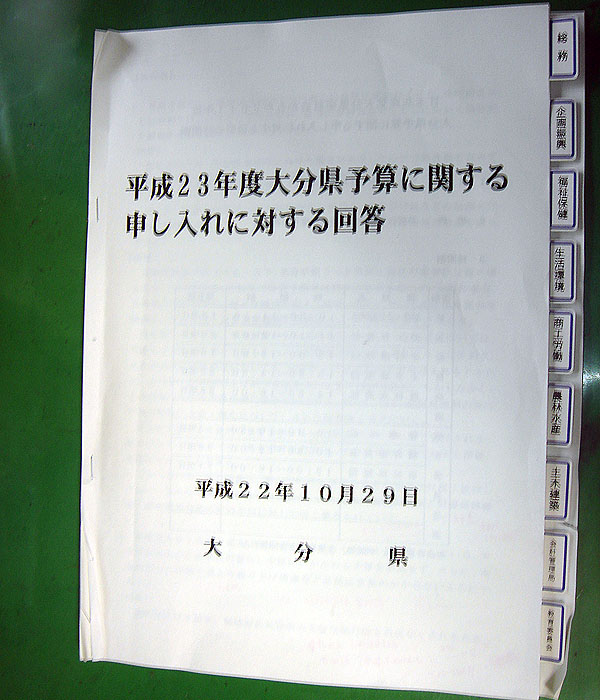 平成23年度大分県予算に関する
申し入れに対する回答
平成22年10月29日
大分県
総務
企画振興
福祉保健
生活環境
商工労働
農林水産
土木建築
会計管理局
教育委員会